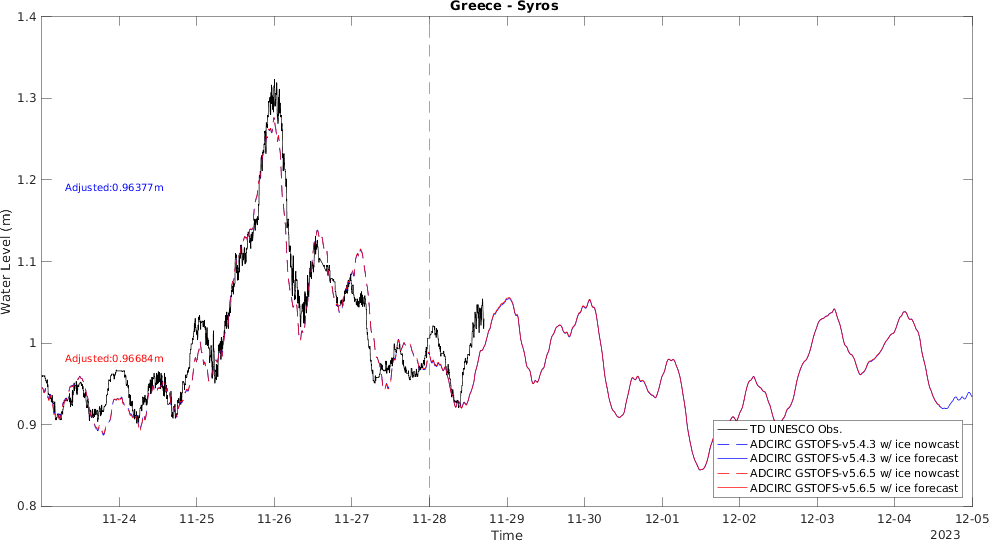 Greece - Syros
1.4
1.3
1.2
1.1
1
0.9
0.8
Water Level (m)
Adjusted:0.96377m
Adjusted:0.96684m
TD UNESCO Obs.
ADCIRC GSTOFS-v5.4.3 w/ ice nowcast
ADCIRC GSTOFS-v5.4.3 w/ ice forecast
ADCIRC GSTOFS-v5.6.5 w/ ice nowcast
ADCIRC GSTOFS-v5.6.5 w/ ice forecast
11-24 11-25 11-26 11-27 11-28 11-29 11-30 12-01 12-02 12-03 12-04 12-05
Time
2023